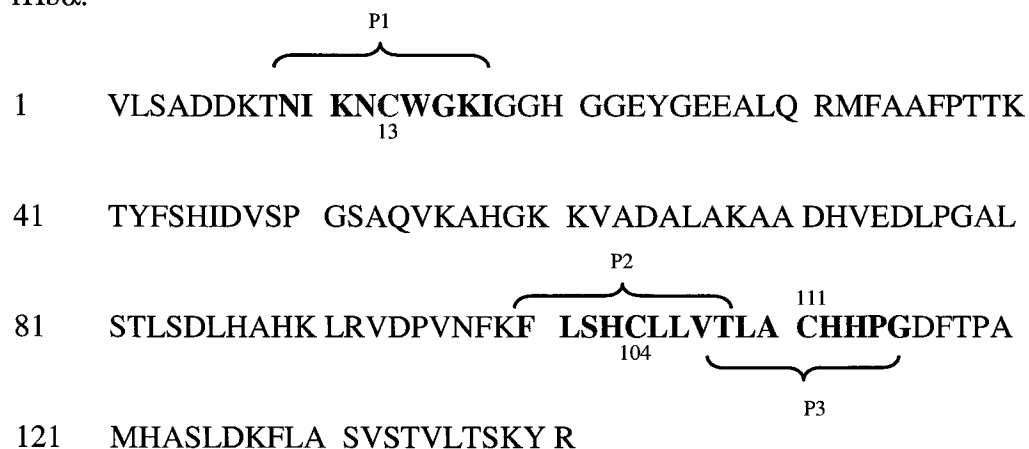 P1
1 VLSADDKTNI KNCWGKIGGH GGEYGEEALQ RMFAAFPTTK
13
41 TYFSHIDVSP GSAQVKAHGK KVADALAKAA DHVEDLPGAL
P2
111
81 STLSDLHAHK LRVDPVNFKF LSHCLLVTLA CHHPGDFTPA
104
P3
121 MHASLDKFLA SVSTVLTSKY R